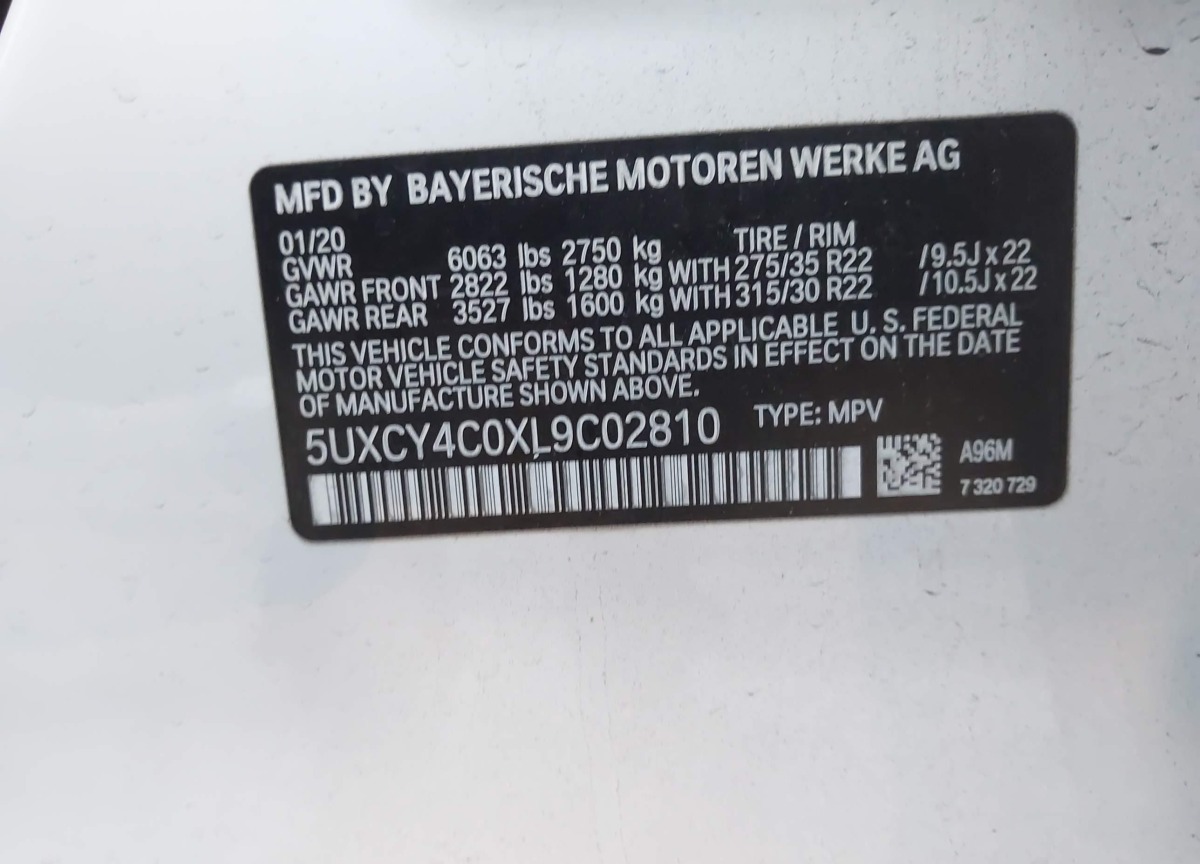 MFD BY BAYERISCHE MOTOREN WERKE AG
01/20 TIRE / RIM
GVWR 6063 lbs 2750 kg
GAWR FRONT 2822 lbs 1280 kg WITH 275/35 R22 /9.5J x 22
GAWR REAR 3527 lbs 1600 kg WITH 315/30 R22 /10.5J x 22
THIS VEHICLE CONFORMS TO ALL APPLICABLE U. S. FEDERAL
MOTOR VEHICLE SAFETY STANDARDS IN EFFECT ON THE DATE
OF MANUFACTURE SHOWN ABOVE.
5UXCY4C0XL9C02810 TYPE: MPV
A96M
7 320 729